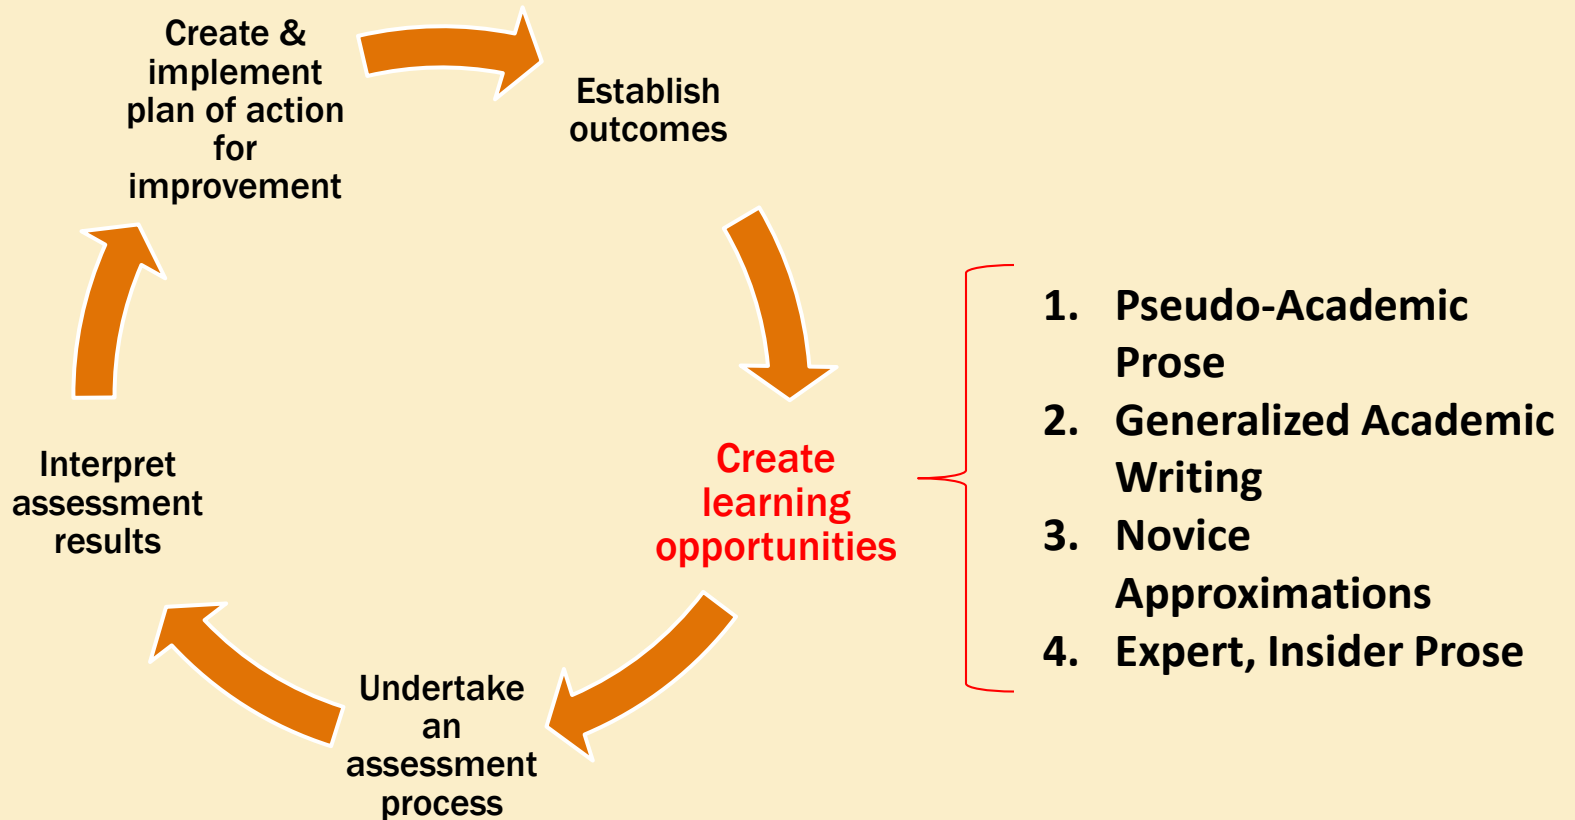 Create &
implement
plan of action
for
improvement
Establish
outcomes
Create
learning
opportunities
Undertake
an
assessment
process
Interpret
assessment
results
1. Pseudo-Academic
Prose
2. Generalized Academic
Writing
3. Novice
Approximations
4. Expert, Insider Prose